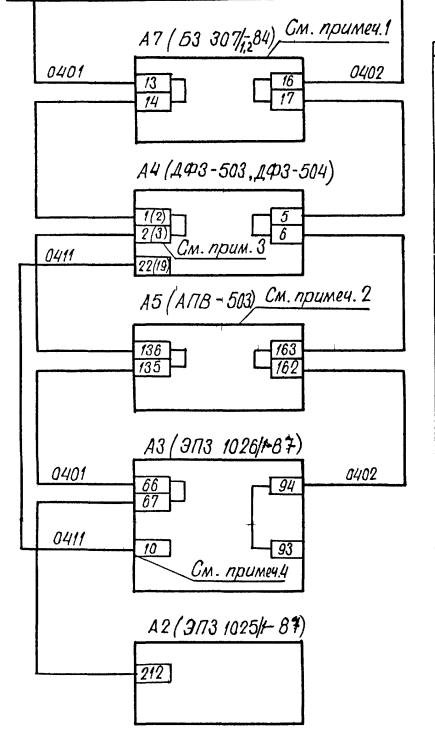 А7 (БЗ 307/1,2-84) См. примеч. 1
0401 13 16 0402
14 17
А4 (ДФЗ-503, ДФЗ-504)
1(2) 5
2(3) 6
0411 См. прим. 3
22(19)
А5 (АПВ-503) См. примеч. 2
136 163
135 162
А3 (ЭПЗ 1026/1-87)
0401 66 94 0402
67
0411 10 93
См. примеч. 4
А2 (ЭПЗ 1025/1-87)
212